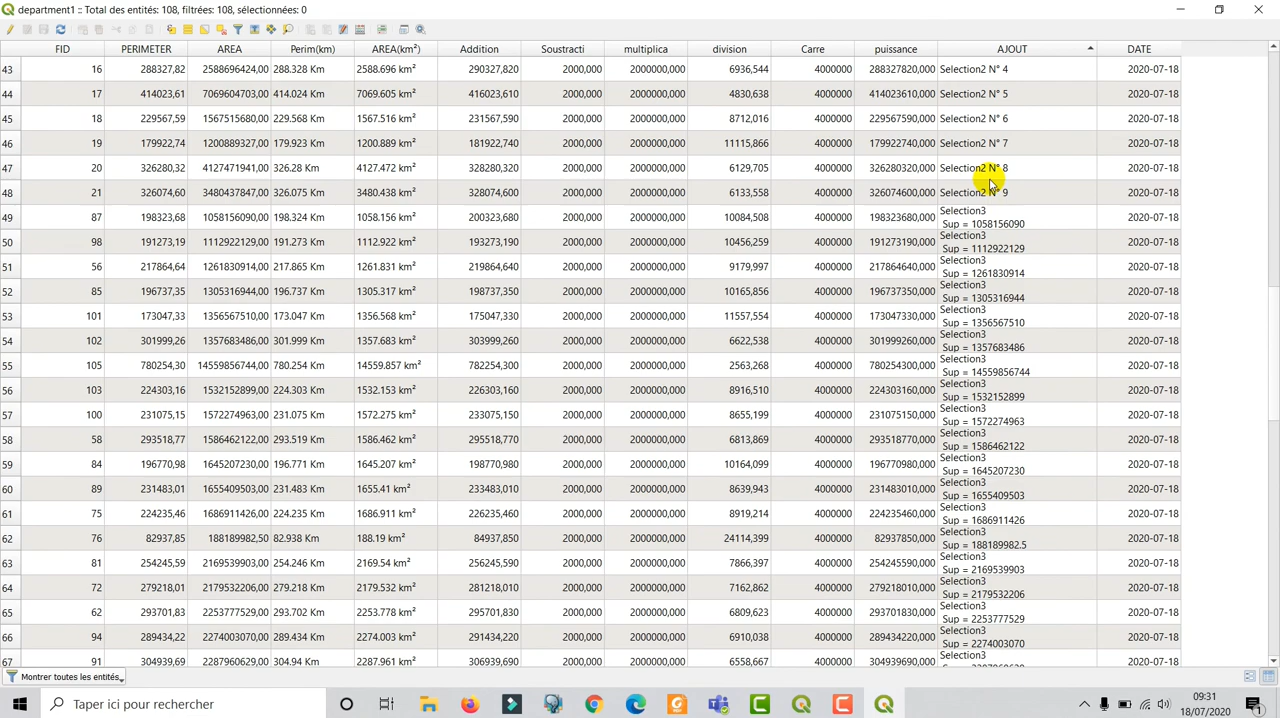 department1 :: Total des entités: 108, filtrées: 108, sélectionnées: 0
FID PERIMETER AREA Perim(km) AREA(km²) Addition Soustracti multiplica division Carre puissance AJOUT DATE
43 16 288327,82 2588696424,00 288.328 Km 2588.696 km² 290327,820 2000,000 2000000,000 6936,544 4000000 288327820,000 Selection2 N° 4 2020-07-18
44 17 414023,61 7069604703,00 414.024 Km 7069.605 km² 416023,610 2000,000 2000000,000 4830,638 4000000 414023610,000 Selection2 N° 5 2020-07-18
45 18 229567,59 1567515680,00 229.568 Km 1567.516 km² 231567,590 2000,000 2000000,000 8712,016 4000000 229567590,000 Selection2 N° 6 2020-07-18
46 19 179922,74 1200889327,00 179.923 Km 1200.889 km² 181922,740 2000,000 2000000,000 11115,866 4000000 179922740,000 Selection2 N° 7 2020-07-18
47 20 326280,32 4127471941,00 326.28 Km 4127.472 km² 328280,320 2000,000 2000000,000 6129,705 4000000 326280320,000 Selection2 N° 8 2020-07-18
48 21 326074,60 3480437847,00 326.075 Km 3480.438 km² 328074,600 2000,000 2000000,000 6133,558 4000000 326074600,000 Selection2 N° 9 2020-07-18
49 87 198323,68 1058156090,00 198.324 Km 1058.156 km² 200323,680 2000,000 2000000,000 10084,508 4000000 198323680,000 Selection3 2020-07-18
Sup = 1058156090
50 98 191273,19 1112922129,00 191.273 Km 1112.922 km² 193273,190 2000,000 2000000,000 10456,259 4000000 191273190,000 Selection3 2020-07-18
Sup = 1112922129
51 56 217864,64 1261830914,00 217.865 Km 1261.831 km² 219864,640 2000,000 2000000,000 9179,997 4000000 217864640,000 Selection3 2020-07-18
Sup = 1261830914
52 85 196737,35 1305316944,00 196.737 Km 1305.317 km² 198737,350 2000,000 2000000,000 10165,856 4000000 196737350,000 Selection3 2020-07-18
Sup = 1305316944
53 101 173047,33 1356567510,00 173.047 Km 1356.568 km² 175047,330 2000,000 2000000,000 11557,554 4000000 173047330,000 Selection3 2020-07-18
Sup = 1356567510
54 102 301999,26 1357683486,00 301.999 Km 1357.683 km² 303999,260 2000,000 2000000,000 6622,538 4000000 301999260,000 Selection3 2020-07-18
Sup = 1357683486
55 105 780254,30 14559856744,00 780.254 Km 14559.857 km² 782254,300 2000,000 2000000,000 2563,268 4000000 780254300,000 Selection3 2020-07-18
Sup = 14559856744
56 103 224303,16 1532152899,00 224.303 Km 1532.153 km² 226303,160 2000,000 2000000,000 8916,510 4000000 224303160,000 Selection3 2020-07-18
Sup = 1532152899
57 100 231075,15 1572274963,00 231.075 Km 1572.275 km² 233075,150 2000,000 2000000,000 8655,199 4000000 231075150,000 Selection3 2020-07-18
Sup = 1572274963
58 58 293518,77 1586462122,00 293.519 Km 1586.462 km² 295518,770 2000,000 2000000,000 6813,869 4000000 293518770,000 Selection3 2020-07-18
Sup = 1586462122
59 84 196770,98 1645207230,00 196.771 Km 1645.207 km² 198770,980 2000,000 2000000,000 10164,099 4000000 196770980,000 Selection3 2020-07-18
Sup = 1645207230
60 89 231483,01 1655409503,00 231.483 Km 1655.41 km² 233483,010 2000,000 2000000,000 8639,943 4000000 231483010,000 Selection3 2020-07-18
Sup = 1655409503
61 75 224235,46 1686911426,00 224.235 Km 1686.911 km² 226235,460 2000,000 2000000,000 8919,214 4000000 224235460,000 Selection3 2020-07-18
Sup = 1686911426
62 76 82937,85 188189982,50 82.938 Km 188.19 km² 84937,850 2000,000 2000000,000 24114,399 4000000 82937850,000 Selection3 2020-07-18
Sup = 188189982.5
63 81 254245,59 2169539903,00 254.246 Km 2169.54 km² 256245,590 2000,000 2000000,000 7866,397 4000000 254245590,000 Selection3 2020-07-18
Sup = 2169539903
64 72 279218,01 2179532206,00 279.218 Km 2179.532 km² 281218,010 2000,000 2000000,000 7162,862 4000000 279218010,000 Selection3 2020-07-18
Sup = 2179532206
65 62 293701,83 2253777529,00 293.702 Km 2253.778 km² 295701,830 2000,000 2000000,000 6809,623 4000000 293701830,000 Selection3 2020-07-18
Sup = 2253777529
66 94 289434,22 2274003070,00 289.434 Km 2274.003 km² 291434,220 2000,000 2000000,000 6910,038 4000000 289434220,000 Selection3 2020-07-18
Sup = 2274003070
67 91 304939,69 2287960629,00 304.94 Km 2287.961 km² 306939,690 2000,000 2000000,000 6558,667 4000000 304939690,000 Selection3 2020-07-18
Montrer toutes les entités
Taper ici pour rechercher
09:31
18/07/2020